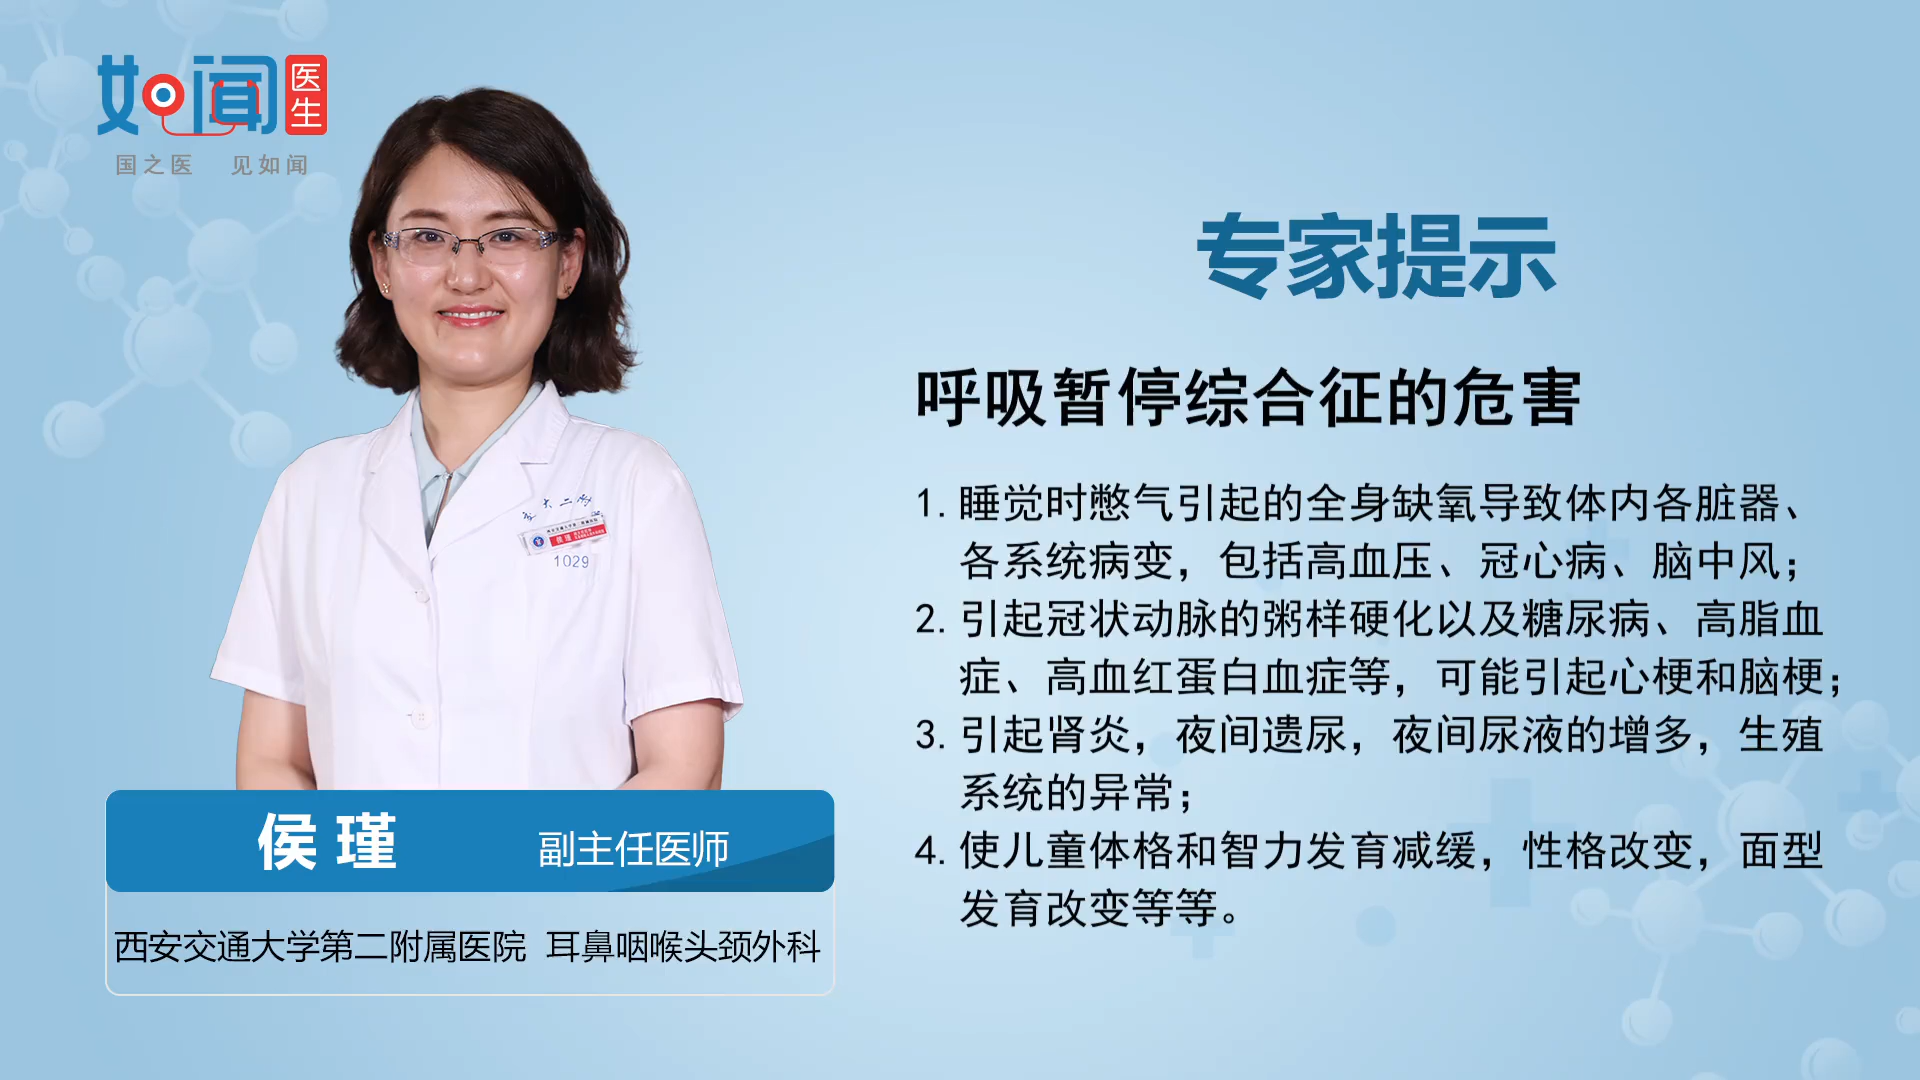 如闻医生
国之医 见如闻
专家提示
呼吸暂停综合征的危害
1. 睡觉时憋气引起的全身缺氧导致体内各脏器、
各系统病变，包括高血压、冠心病、脑中风；
2. 引起冠状动脉的粥样硬化以及糖尿病、高脂血
症、高血红蛋白血症等，可能引起心梗和脑梗；
3. 引起肾炎，夜间遗尿，夜间尿液的增多，生殖
系统的异常；
4. 使儿童体格和智力发育减缓，性格改变，面型
发育改变等等。
大二
侯瑾
1029
侯瑾 副主任医师
西安交通大学第二附属医院 耳鼻咽喉头颈外科